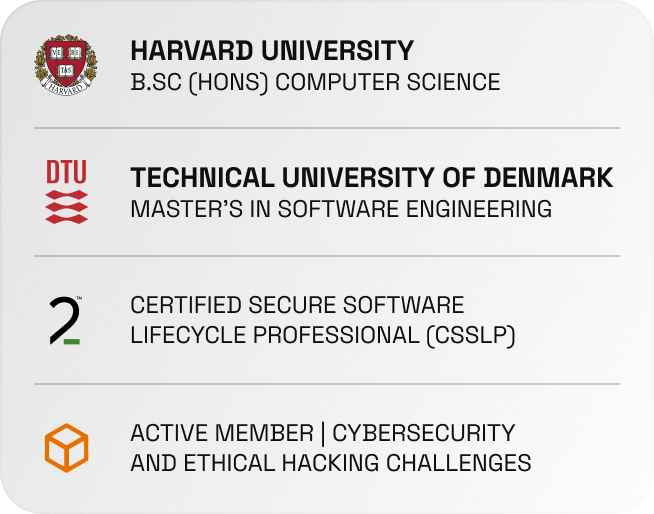 VE RI
TAS
HARVARD
HARVARD UNIVERSITY
B.SC (HONS) COMPUTER SCIENCE
DTU
TECHNICAL UNIVERSITY OF DENMARK
MASTER'S IN SOFTWARE ENGINEERING
2™
CERTIFIED SECURE SOFTWARE
LIFECYCLE PROFESSIONAL (CSSLP)
ACTIVE MEMBER | CYBERSECURITY
AND ETHICAL HACKING CHALLENGES